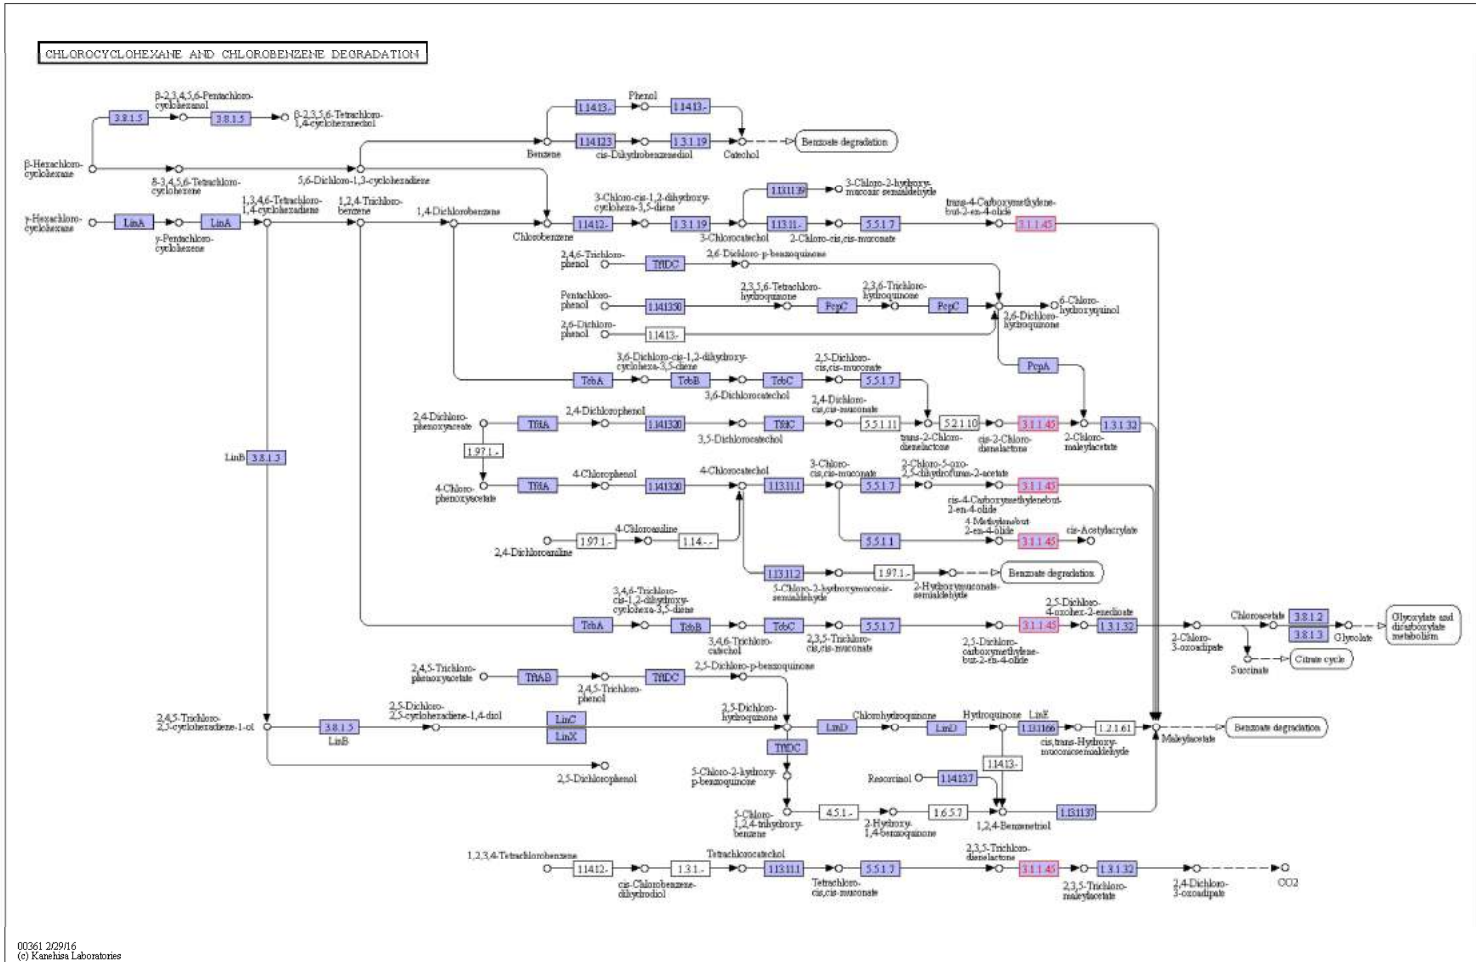 CHLOROCYCLOHEXANE AND CHLOROBENZENE DEGRADATION
β-2,3,4,5,6-Pentachloro-
cyclohexanol
3.8.1.5
3.8.1.5
β-2,3,5,6-Tetrachloro-
1,4-cyclohexanediol
1.14.13.-
Phenol
1.14.13.-
Benzene
1.14.12.3
cis-Dihydrobenzenediol
1.3.1.19
Catechol
Benzoate degradation
β-Hexachloro-
cyclohexane
δ-3,4,5,6-Tetrachloro-
cyclohexene
5,6-Dichloro-1,3-cyclohexadiene
γ-Hexachloro-
cyclohexane
LinA
γ-Pentachloro-
cyclohexene
LinA
1,3,4,6-Tetrachloro-
1,4-cyclohexadiene
1,2,4-Trichloro-
benzene
1,4-Dichlorobenzene
Chlorobenzene
1.14.12.-
3-Chloro-cis-1,2-dihydroxy-
cyclohexa-3,5-diene
1.3.1.19
3-Chlorocatechol
1.13.11.39
3-Chloro-2-hydroxy-
muconic semialdehyde
1.13.11.-
2-Chloro-cis,cis-muconate
5.5.1.7
trans-4-Carboxymethylene-
but-2-en-4-olide
3.1.1.45
2,4,6-Trichloro-
phenol
TftDC
2,6-Dichloro-p-benzoquinone
Pentachloro-
phenol
1.14.13.50
2,3,5,6-Tetrachloro-
hydroquinone
PcpC
2,3,6-Trichloro-
hydroquinone
PcpC
2,6-Dichloro-
hydroquinone
6-Chloro-
hydroxyquinol
2,6-Dichloro-
phenol
1.14.13.-
PcpA
TcbA
3,6-Dichloro-cis-1,2-dihydroxy-
cyclohexa-3,5-diene
TcbB
3,6-Dichlorocatechol
TcbC
2,5-Dichloro-
cis,cis-muconate
5.5.1.7
2,4-Dichloro-
phenoxyacetate
TfdA
2,4-Dichlorophenol
1.14.13.20
3,5-Dichlorocatechol
TfdC
2,4-Dichloro-
cis,cis-muconate
5.5.1.11
trans-2-Chloro-
dienelactone
5.2.1.10
cis-2-Chloro-
dienelactone
3.1.1.45
2-Chloro-
maleylacetate
1.3.1.32
1.97.1.-
LinB
3.8.1.5
4-Chloro-
phenoxyacetate
TfdA
4-Chlorophenol
1.14.13.20
4-Chlorocatechol
1.13.11.1
3-Chloro-
cis,cis-muconate
5.5.1.7
2-Chloro-5-oxo-
2,5-dihydrofuran-2-acetate
3.1.1.45
cis-4-Carboxymethylenebut-
2-en-4-olide
2,4-Dichloroaniline
1.97.1.-
4-Chloroaniline
1.14.-.-
5.5.1.1
4-Methylenebut-
2-en-4-olide
3.1.1.45
cis-Acetylacrylate
1.13.11.2
5-Chloro-2-hydroxymuconic-
semialdehyde
1.97.1.-
2-Hydroxymuconate-
semialdehyde
Benzoate degradation
TcbA
3,4,6-Trichloro-
cis-1,2-dihydroxy-
cyclohexa-3,5-diene
TcbB
3,4,6-Trichloro-
catechol
TcbC
2,3,5-Trichloro-
cis,cis-muconate
5.5.1.7
2,5-Dichloro-
carboxymethylene-
but-2-en-4-olide
3.1.1.45
2,5-Dichloro-
4-oxohex-2-enedioate
1.3.1.32
2-Chloro-
3-oxoadipate
Chloroacetate
3.8.1.2
3.8.1.3
Glycolate
Glyoxylate and
dicarboxylate
metabolism
Succinate
Citrate cycle
2,4,5-Trichloro-
phenoxyacetate
TftAB
2,4,5-Trichloro-
phenol
TftDC
2,5-Dichloro-p-benzoquinone
2,4,5-Trichloro-
2,5-cyclohexadiene-1-ol
3.8.1.5
LinB
2,5-Dichloro-
2,5-cyclohexadiene-1,4-diol
LinC
LinX
2,5-Dichloro-
hydroquinone
LinD
Chlorohydroquinone
LinD
Hydroquinone
LinE
1.13.11.66
cis,trans-Hydroxy-
muconicsemialdehyde
1.2.1.61
Maleylacetate
Benzoate degradation
2,5-Dichlorophenol
TftDC
5-Chloro-2-hydroxy-
p-benzoquinone
Resorcinol
1.14.13.7
1.14.13.-
5-Chloro-
1,2,4-trihydroxy-
benzene
4.5.1.-
2-Hydroxy-
1,4-benzoquinone
1.6.5.7
1,2,4-Benzenetriol
1.13.11.37
1,2,3,4-Tetrachlorobenzene
1.14.12.-
cis-Chlorobenzene-
dihydrodiol
1.3.1.-
Tetrachlorocatechol
1.13.11.1
Tetrachloro-
cis,cis-muconate
5.5.1.7
2,3,5-Trichloro-
dienelactone
3.1.1.45
2,3,5-Trichloro-
maleylacetate
1.3.1.32
2,4-Dichloro-
3-oxoadipate
CO2
00361 2/29/16
(c) Kanehisa Laboratories